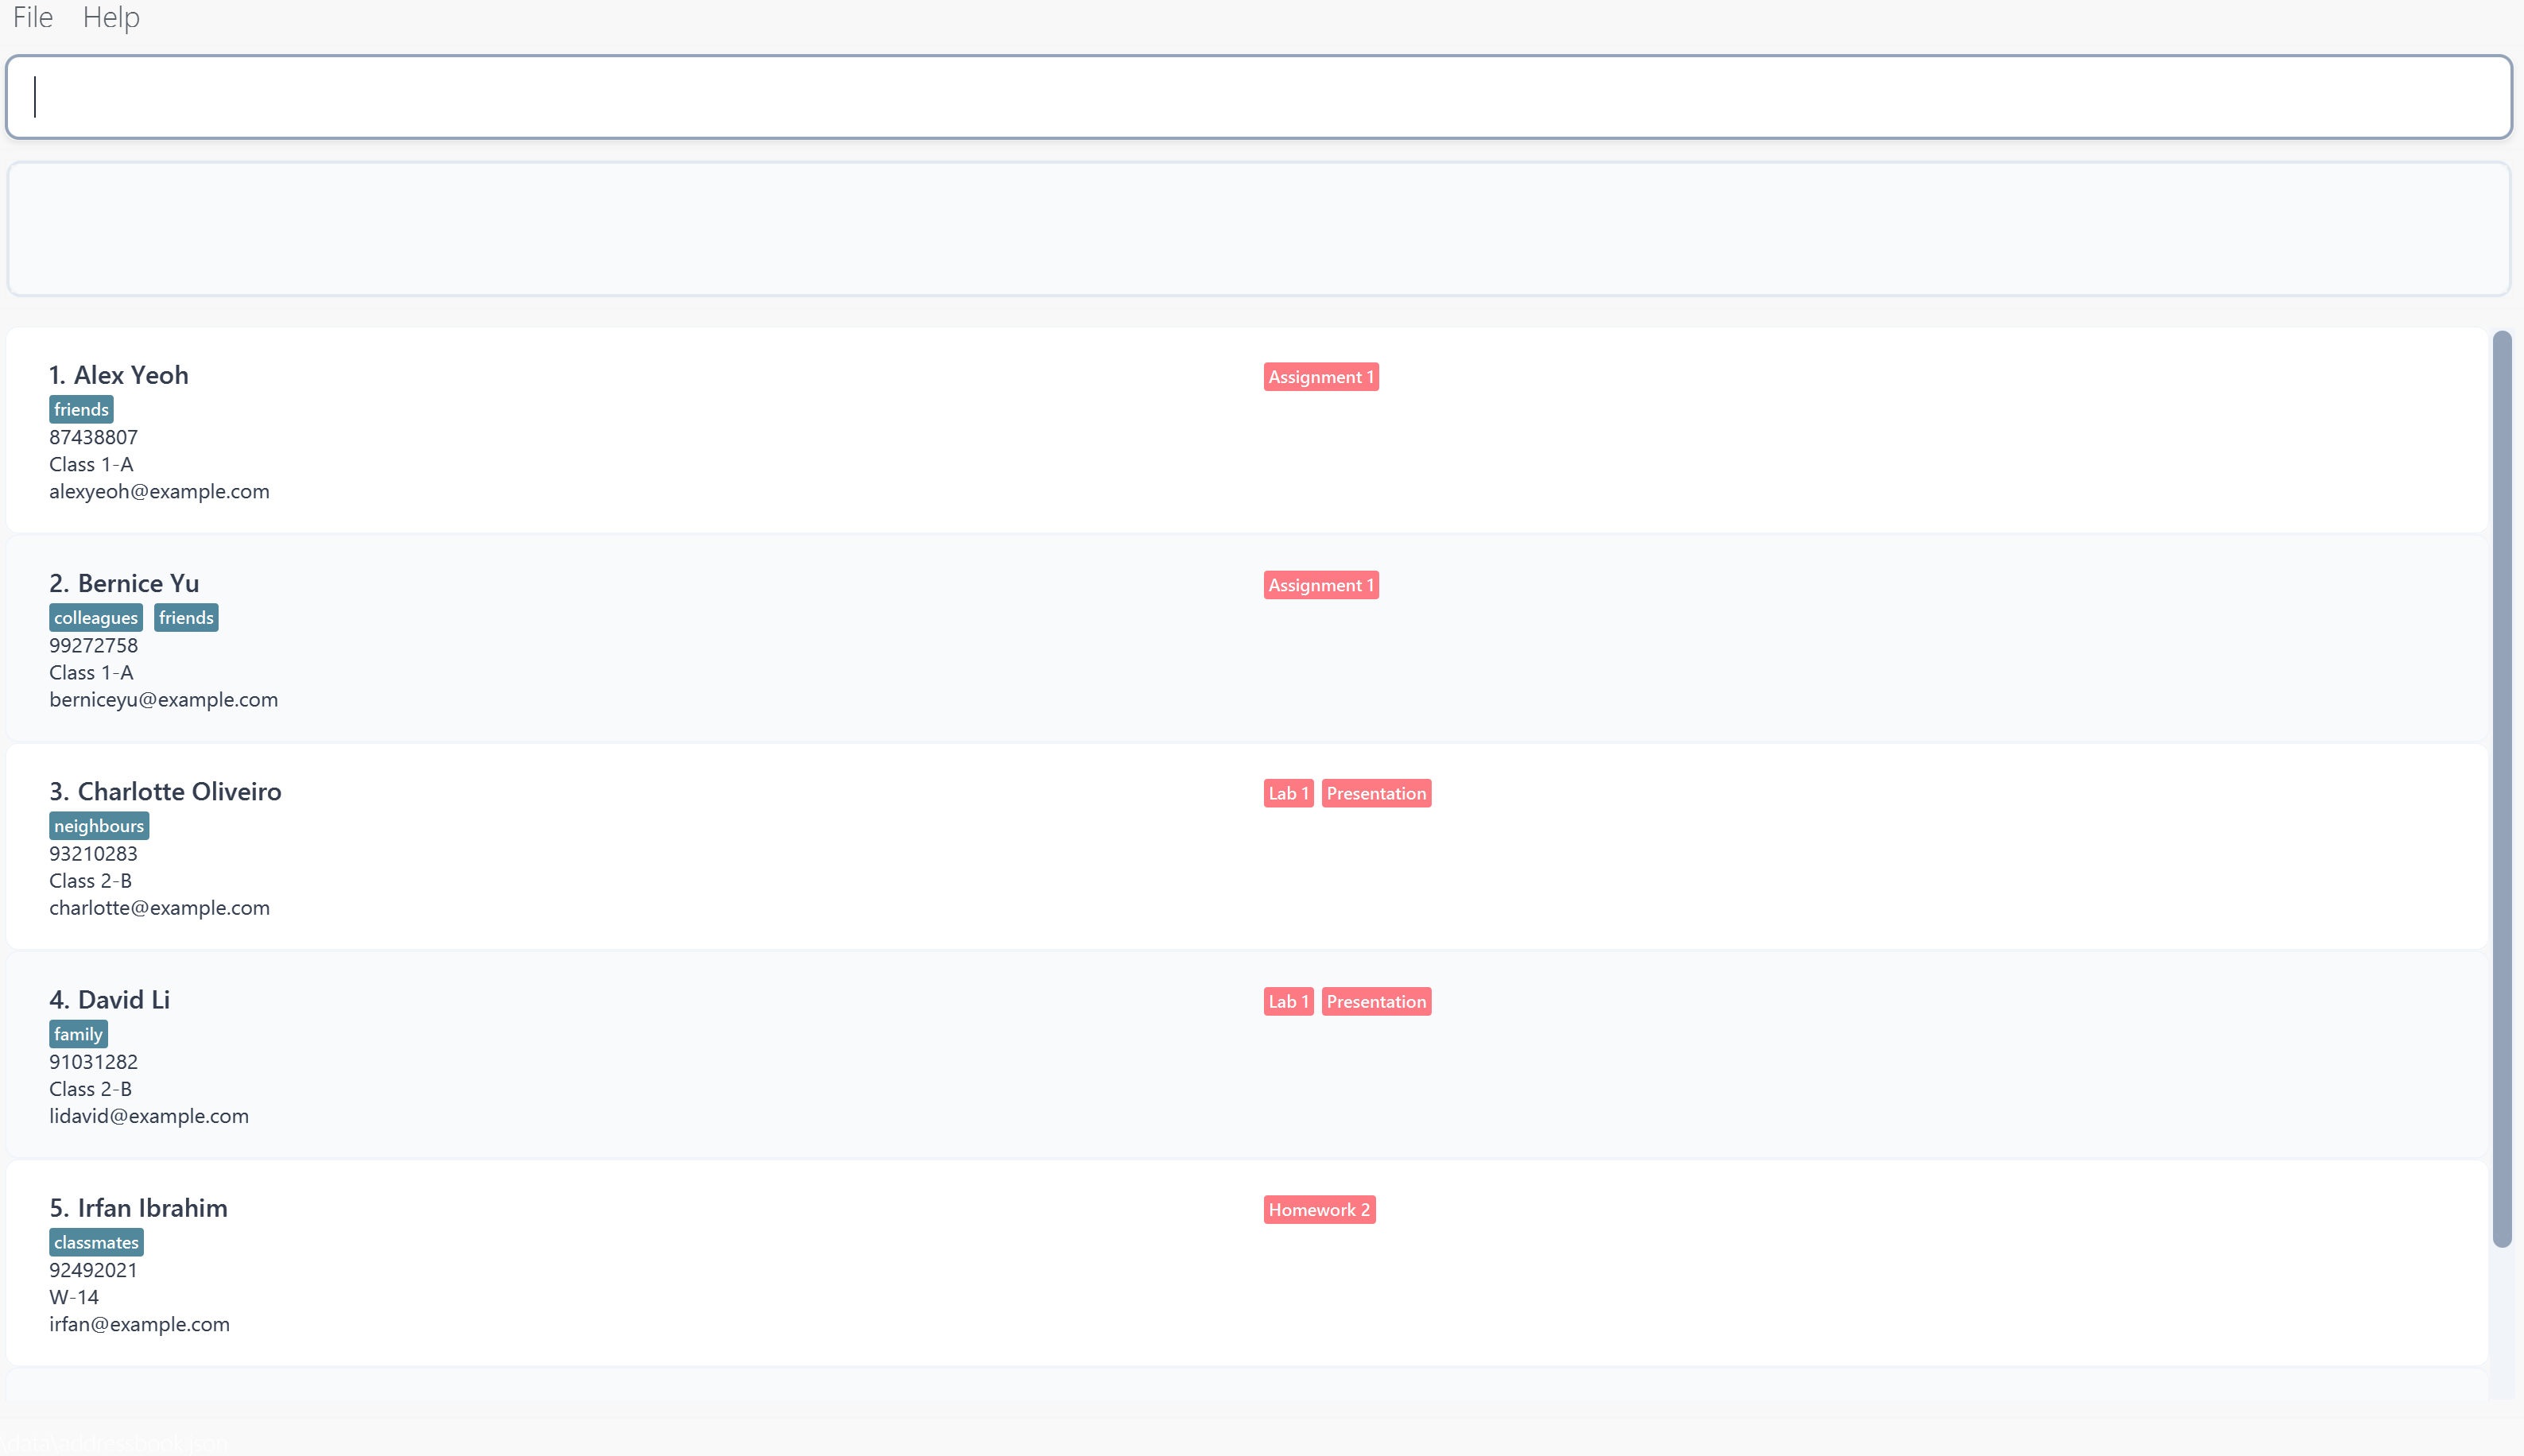 File Help
1. Alex Yeoh Assignment 1
friends
87438807
Class 1-A
alexyeoh@example.com
2. Bernice Yu Assignment 1
colleagues friends
99272758
Class 1-A
berniceyu@example.com
3. Charlotte Oliveiro Lab 1 Presentation
neighbours
93210283
Class 2-B
charlotte@example.com
4. David Li Lab 1 Presentation
family
91031282
Class 2-B
lidavid@example.com
5. Irfan Ibrahim Homework 2
classmates
92492021
W-14
irfan@example.com